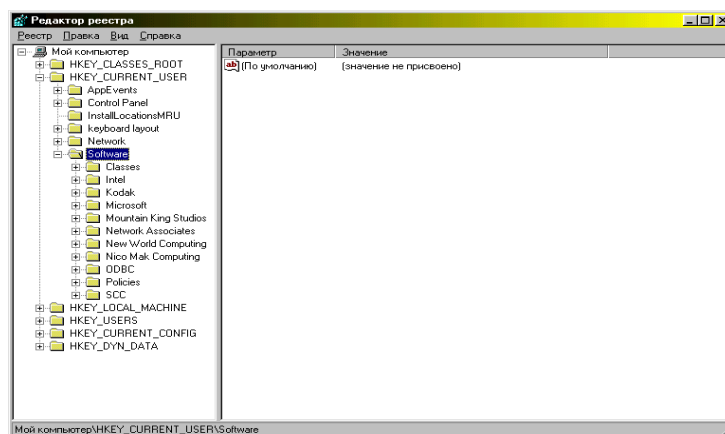 Редактор реестра
Реестр Правка Вид Справка
Мой компьютер
HKEY_CLASSES_ROOT
HKEY_CURRENT_USER
AppEvents
Control Panel
InstallLocationsMRU
keyboard layout
Network
Software
Classes
Intel
Kodak
Microsoft
Mountain King Studios
Network Associates
New World Computing
Nico Mak Computing
ODBC
Policies
SCC
HKEY_LOCAL_MACHINE
HKEY_USERS
HKEY_CURRENT_CONFIG
HKEY_DYN_DATA
Параметр Значение
ab (По умолчанию) (значение не присвоено)
Мой компьютер\HKEY_CURRENT_USER\Software